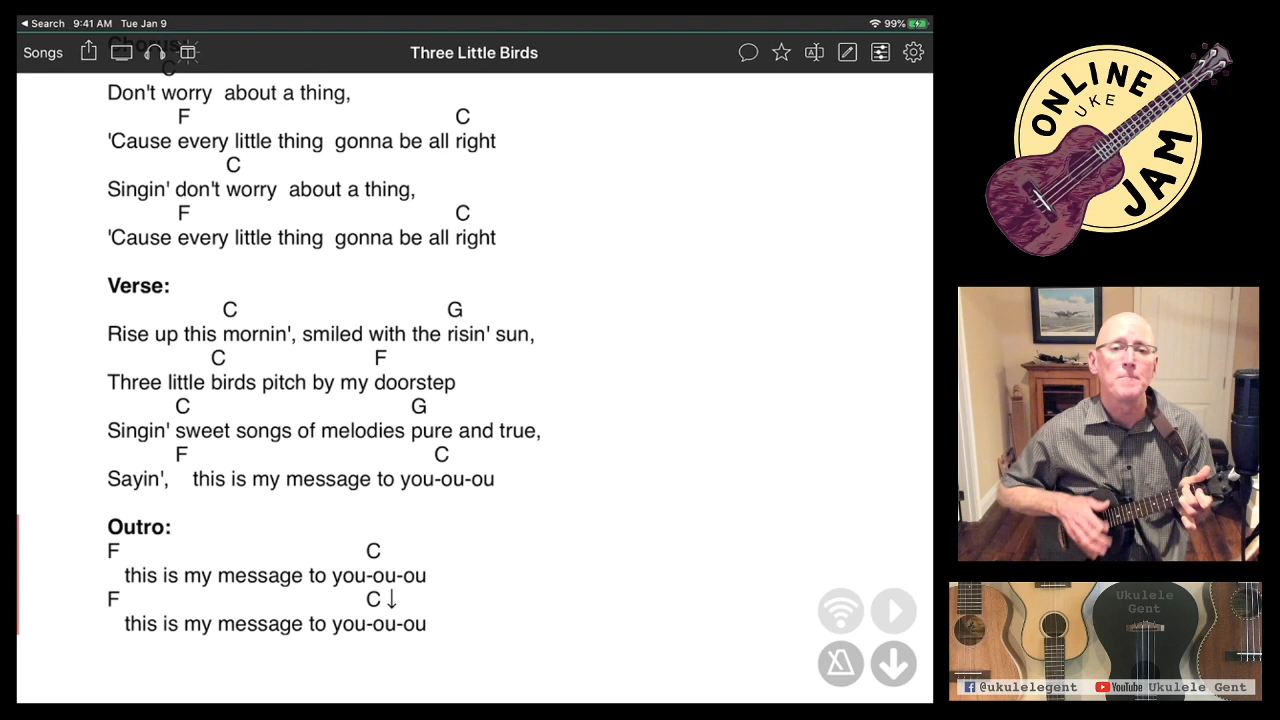 Search 9:41 AM Tue Jan 9 99%
Songs Three Little Birds
Chorus:
C
Don't worry about a thing,
F C
'Cause every little thing gonna be all right
C
Singin' don't worry about a thing,
F C
'Cause every little thing gonna be all right
Verse:
C G
Rise up this mornin', smiled with the risin' sun,
C F
Three little birds pitch by my doorstep
C G
Singin' sweet songs of melodies pure and true,
F C
Sayin', this is my message to you-ou-ou
Outro:
F C
this is my message to you-ou-ou
F C↓
this is my message to you-ou-ou
ONLINE
UKE
JAM
Ukulele
Gent
@ukulelegent YouTube Ukulele Gent